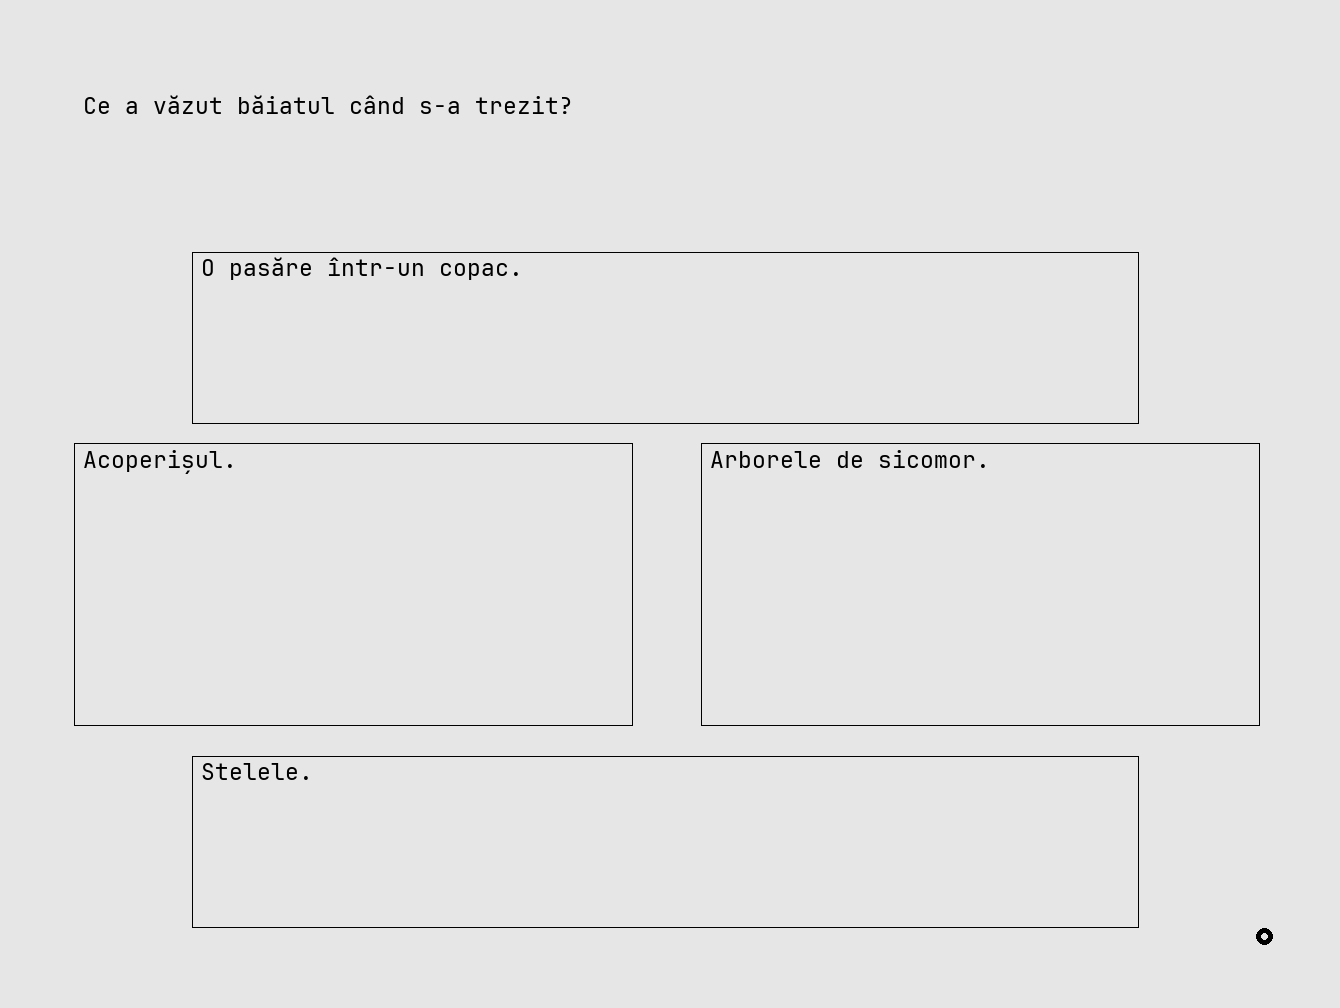 Ce a văzut băiatul când s-a trezit?
O pasăre într-un copac.
Acoperișul.
Arborele de sicomor.
Stelele.